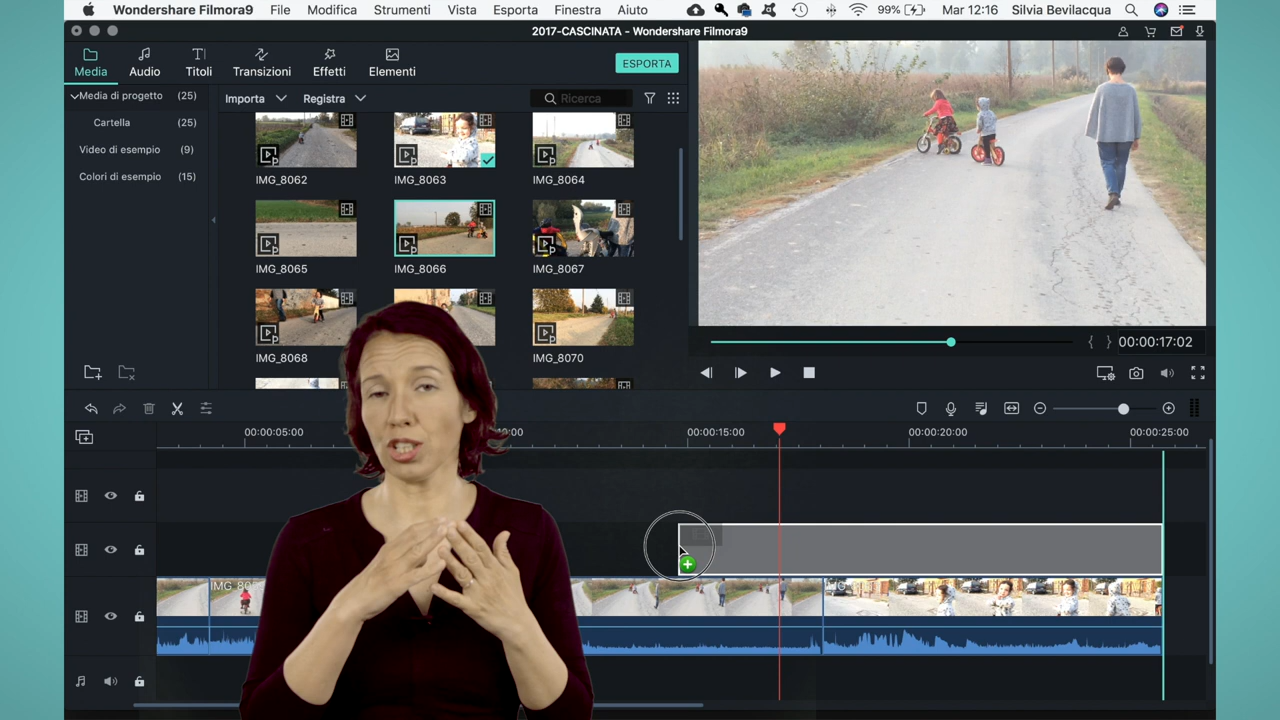 Wondershare Filmora9 File Modifica Strumenti Vista Esporta Finestra Aiuto 99% Mar 12:16 Silvia Bevilacqua
2017-CASCINATA - Wondershare Filmora9
Media Audio Titoli Transizioni Effetti Elementi ESPORTA
Media di progetto (25)
Cartella (25)
Video di esempio (9)
Colori di esempio (15)
Importa Registra Ricerca
IMG_8062 IMG_8063 IMG_8064
IMG_8065 IMG_8066 IMG_8067
IMG_8068 IMG_8070
00:00:17:02
00:00:05:00 00:00:15:00 00:00:20:00 00:00:25:00